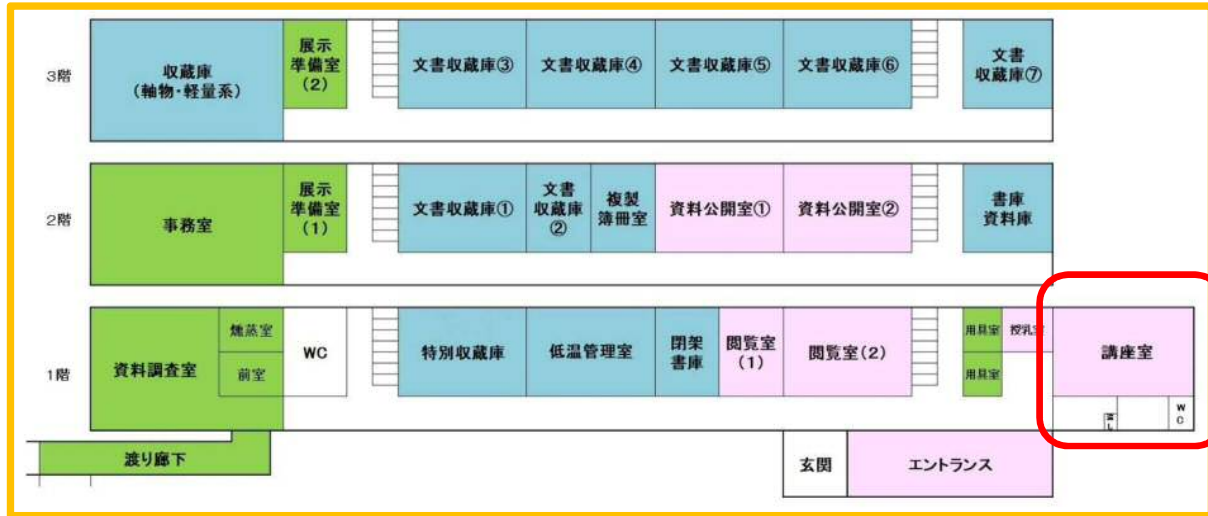 3階
収蔵庫
(軸物・軽量系)
展示
準備室
(2)
文書収蔵庫③
文書収蔵庫④
文書収蔵庫⑤
文書収蔵庫⑥
文書
収蔵庫⑦
2階
事務室
展示
準備室
(1)
文書収蔵庫①
文書
収蔵庫
②
複製
簿冊室
資料公開室①
資料公開室②
書庫
資料庫
1階
資料調査室
燻蒸室
前室
WC
特別収蔵庫
低温管理室
閉架
書庫
閲覧室
(1)
閲覧室(2)
用具室
授乳室
用具室
講座室
W
C
渡り廊下
玄関
エントランス